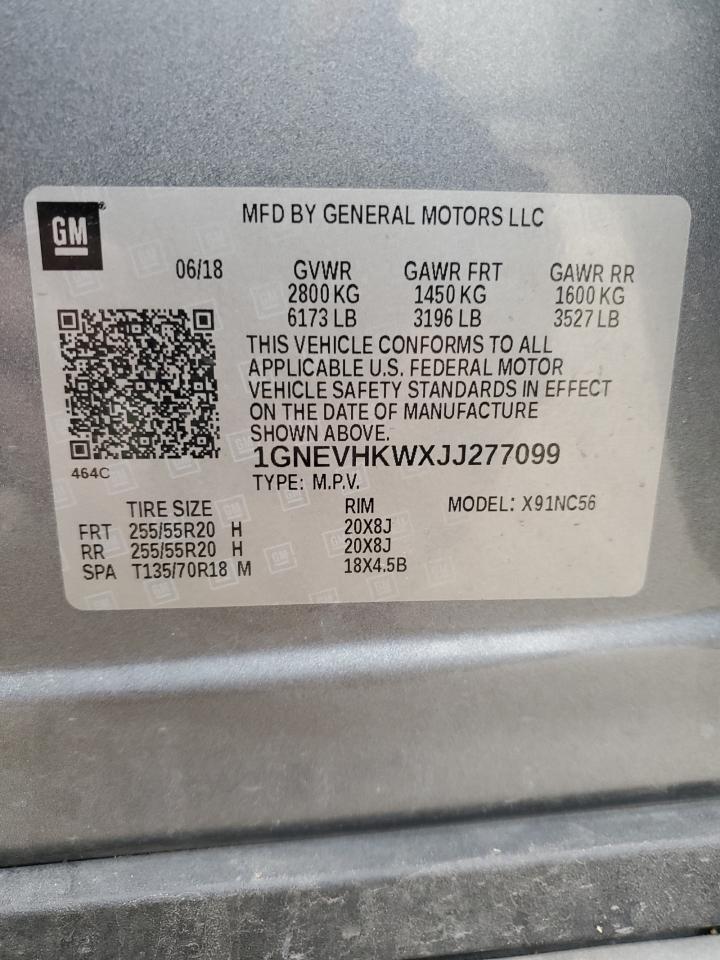 GM
MFD BY GENERAL MOTORS LLC
06/18 GVWR GAWR FRT GAWR RR
2800 KG 1450 KG 1600 KG
6173 LB 3196 LB 3527 LB
THIS VEHICLE CONFORMS TO ALL
APPLICABLE U.S. FEDERAL MOTOR
VEHICLE SAFETY STANDARDS IN EFFECT
ON THE DATE OF MANUFACTURE
SHOWN ABOVE.
464C
1GNEVHKWXJJ277099
TYPE: M.P.V.
TIRE SIZE RIM MODEL: X91NC56
FRT 255/55R20 H 20X8J
RR 255/55R20 H 20X8J
SPA T135/70R18 M 18X4.5B